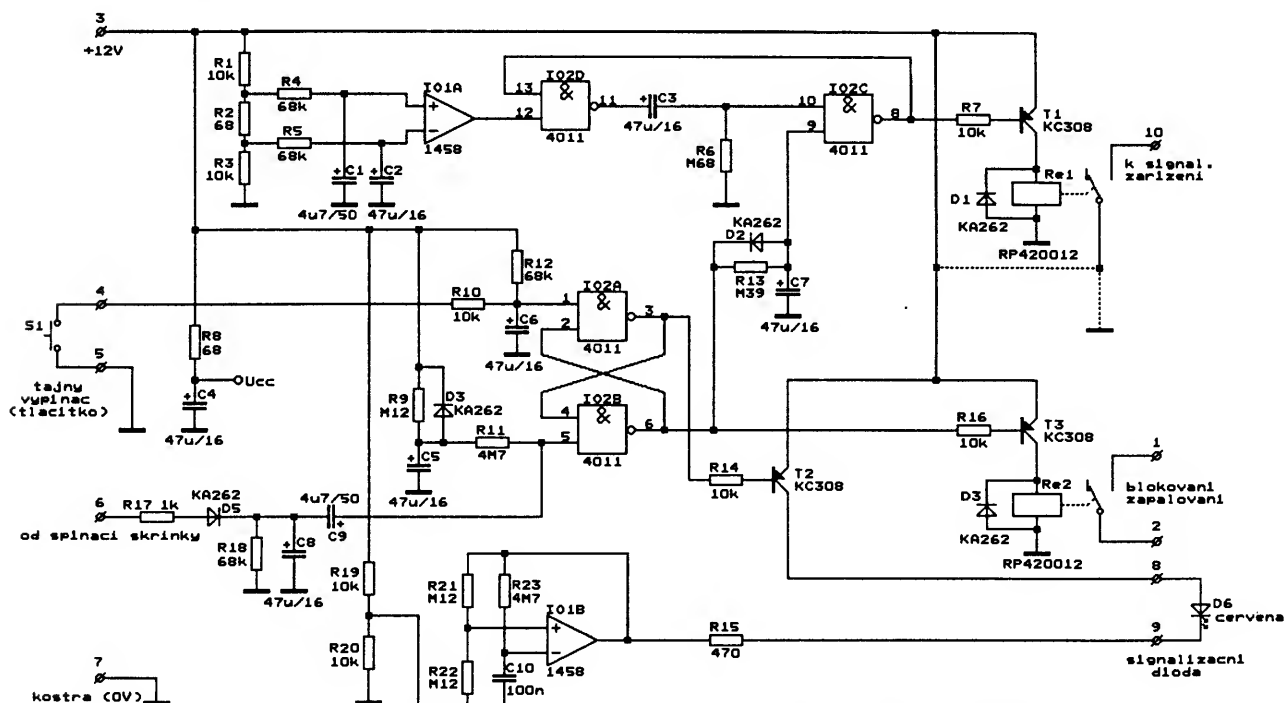 3
+12V
R1
10k
R2
68
R3
10k
R4
68k
R5
68k
C1
4u7/50
C2
47u/16
IO1A
+
-
1458
IO2D
&
13
12
11
4011
+
C3
47u/16
R6
M68
IO2C
&
10
9
8
4011
R7
10k
T1
KC308
10
k signal.
zarizeni
D1
KA262
Re1
RP420012
KA262
D2
R13
M39
+
C7
47u/16
R12
68k
4
S1
5
tajny
vypinac
(tlacitko)
R8
68
Ucc
+
C4
47u/16
R10
10k
+
C6
47u/16
IO2A
&
1
2
3
4011
R9
M12
D3
KA262
R11
4M7
+
C5
47u/16
IO2B
&
4
5
6
4011
R14
10k
T2
KC308
R16
10k
T3
KC308
D3
KA262
Re2
RP420012
1
blokovani
zapalovani
2
8
6
od spinaci skrinky
R17 1k
KA262
D5
R18
68k
+
C8
47u/16
4u7/50
C9
+
R19
10k
R20
10k
R21
M12
R22
M12
R23
4M7
C10
100n
IO1B
+
-
1458
R15
470
D6
cervena
9
signalizacni
dioda
7
kostra (0V)